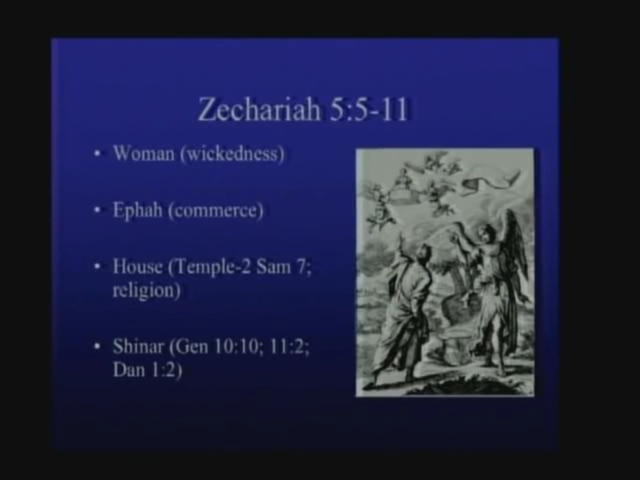 Zechariah 5:5-11
• Woman (wickedness)
• Ephah (commerce)
• House (Temple-2 Sam 7;
religion)
• Shinar (Gen 10:10; 11:2;
Dan 1:2)